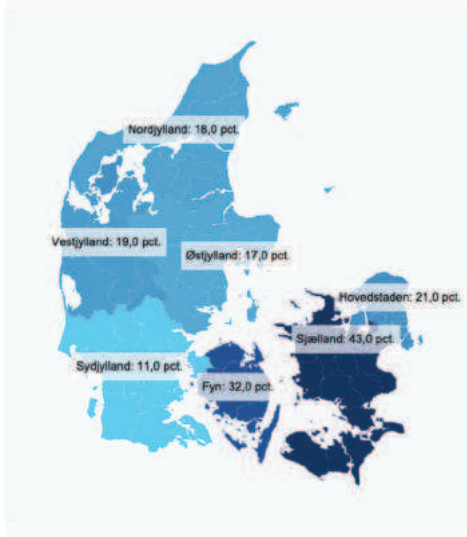 Nordjylland: 18,0 pct.
Vestjylland: 19,0 pct.
Østjylland: 17,0 pct.
Hovedstaden: 21,0 pct.
Sjælland: 43,0 pct.
Sydjylland: 11,0 pct.
Fyn: 32,0 pct.